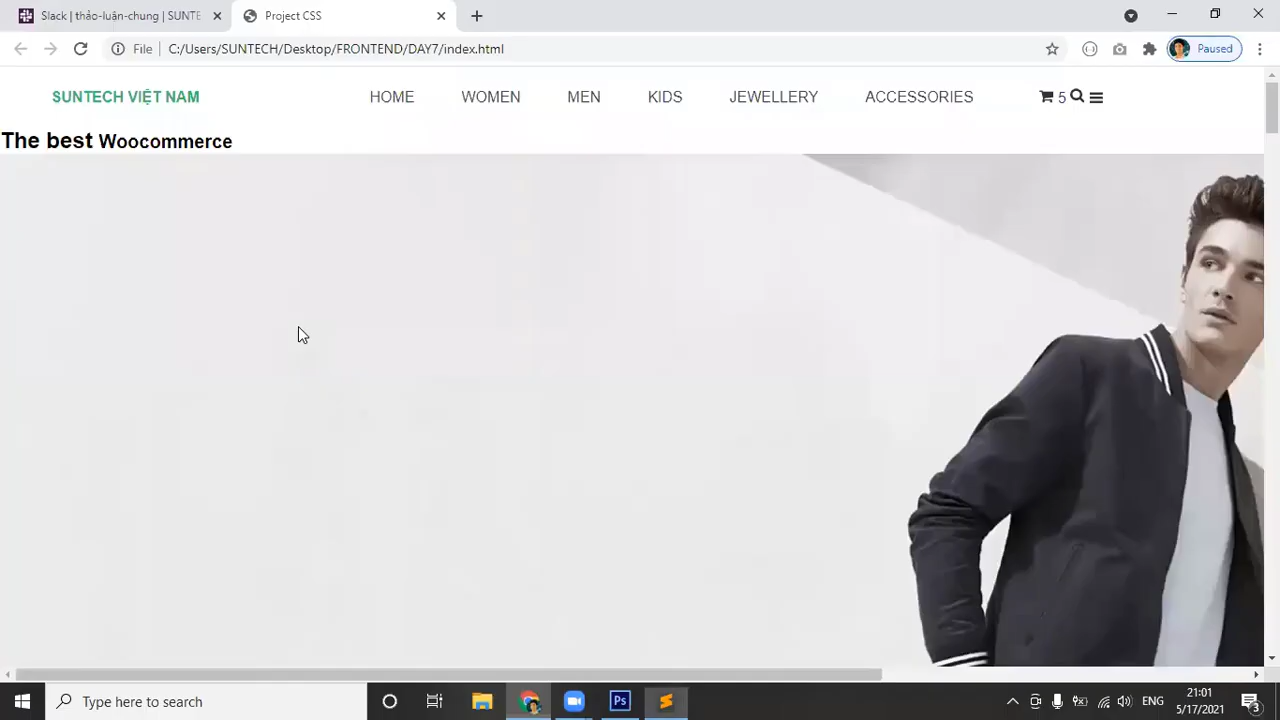 Slack | thảo-luận-chung | SUNTE
Project CSS
File C:/Users/SUNTECH/Desktop/FRONTEND/DAY7/index.html
Paused
SUNTECH VIỆT NAM HOME WOMEN MEN KIDS JEWELLERY ACCESSORIES 5
The best Woocommerce
Type here to search
Ps
ENG
21:01
5/17/2021
3